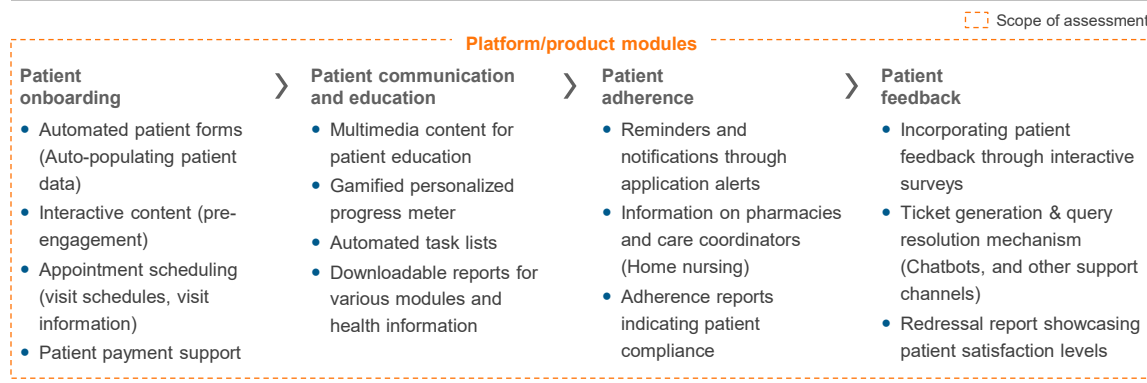 Scope of assessment
Platform/product modules
Patient
onboarding
• Automated patient forms
(Auto-populating patient
data)
• Interactive content (pre-
engagement)
• Appointment scheduling
(visit schedules, visit
information)
• Patient payment support
Patient communication
and education
• Multimedia content for
patient education
• Gamified personalized
progress meter
• Automated task lists
• Downloadable reports for
various modules and
health information
Patient
adherence
• Reminders and
notifications through
application alerts
• Information on pharmacies
and care coordinators
(Home nursing)
• Adherence reports
indicating patient
compliance
Patient
feedback
• Incorporating patient
feedback through interactive
surveys
• Ticket generation & query
resolution mechanism
(Chatbots, and other support
channels)
• Redressal report showcasing
patient satisfaction levels